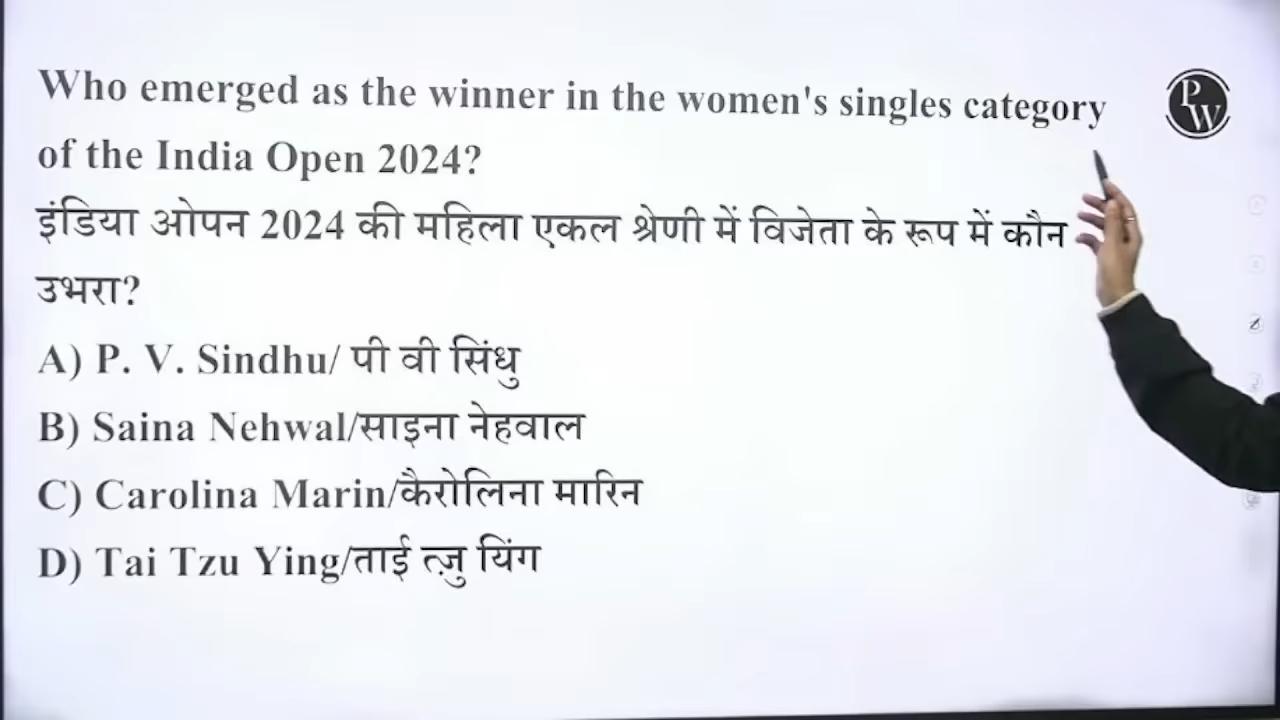 Who emerged as the winner in the women's singles category
PW
of the India Open 2024?
इंडिया ओपन 2024 की महिला एकल श्रेणी में विजेता के रूप में कौन
उभरा?
A) P. V. Sindhu/ पी वी सिंधु
B) Saina Nehwal/साइना नेहवाल
C) Carolina Marin/कैरोलिना मारिन
D) Tai Tzu Ying/ताई त्ज़ु यिंग